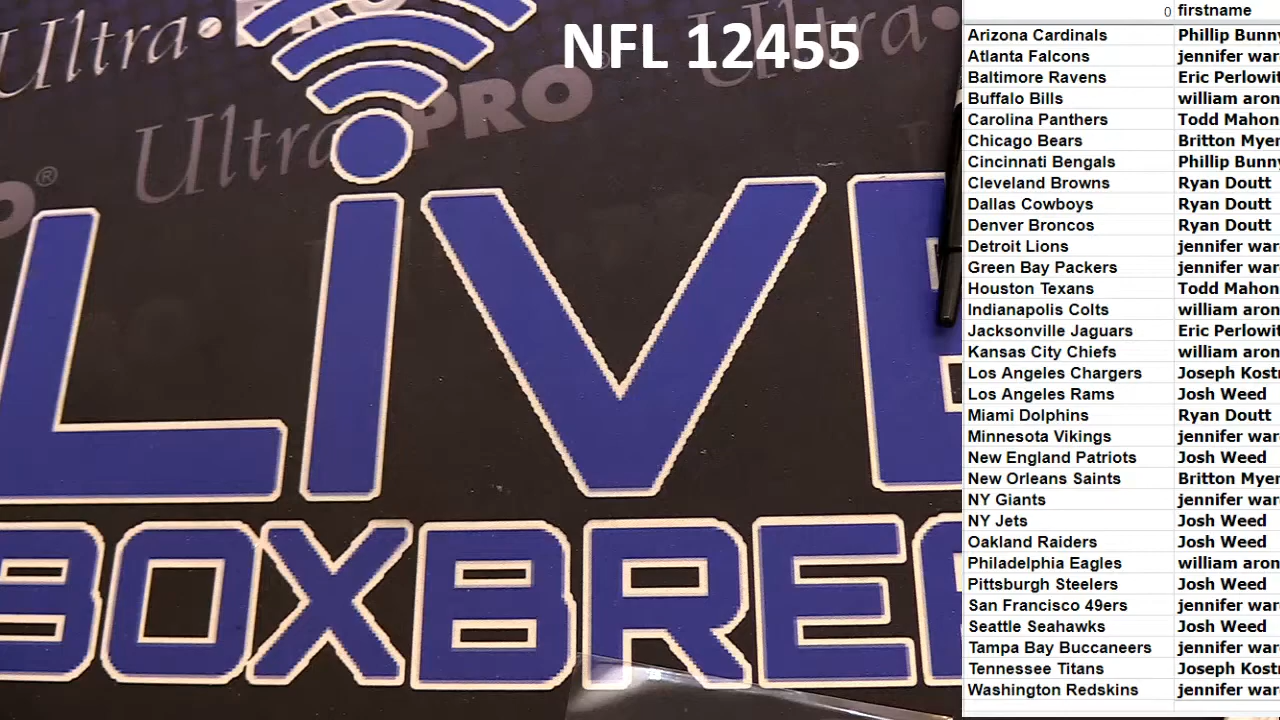 Ultra PRO
NFL 12455
Ultra
Ultra PRO®
O®
LiVE
BOXBREA
0 firstname
Arizona Cardinals Phillip Bunny
Atlanta Falcons jennifer war
Baltimore Ravens Eric Perlowit
Buffalo Bills william aron
Carolina Panthers Todd Mahon
Chicago Bears Britton Myer
Cincinnati Bengals Phillip Bunny
Cleveland Browns Ryan Doutt
Dallas Cowboys Ryan Doutt
Denver Broncos Ryan Doutt
Detroit Lions jennifer war
Green Bay Packers jennifer war
Houston Texans Todd Mahon
Indianapolis Colts william aron
Jacksonville Jaguars Eric Perlowit
Kansas City Chiefs william aron
Los Angeles Chargers Joseph Kostr
Los Angeles Rams Josh Weed
Miami Dolphins Ryan Doutt
Minnesota Vikings jennifer war
New England Patriots Josh Weed
New Orleans Saints Britton Myer
NY Giants jennifer war
NY Jets Josh Weed
Oakland Raiders Josh Weed
Philadelphia Eagles william aron
Pittsburgh Steelers Josh Weed
San Francisco 49ers jennifer war
Seattle Seahawks Josh Weed
Tampa Bay Buccaneers jennifer war
Tennessee Titans Joseph Kostr
Washington Redskins jennifer war